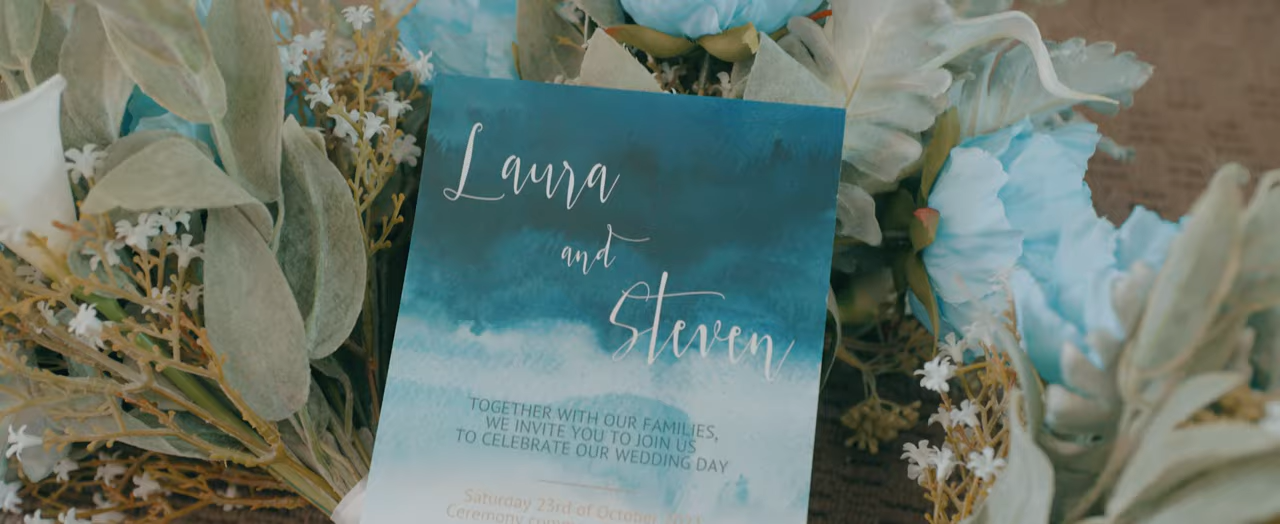 Laura
and
Steven
TOGETHER WITH OUR FAMILIES,
WE INVITE YOU TO JOIN US
TO CELEBRATE OUR WEDDING DAY
Saturday 23rd of October
Ceremony